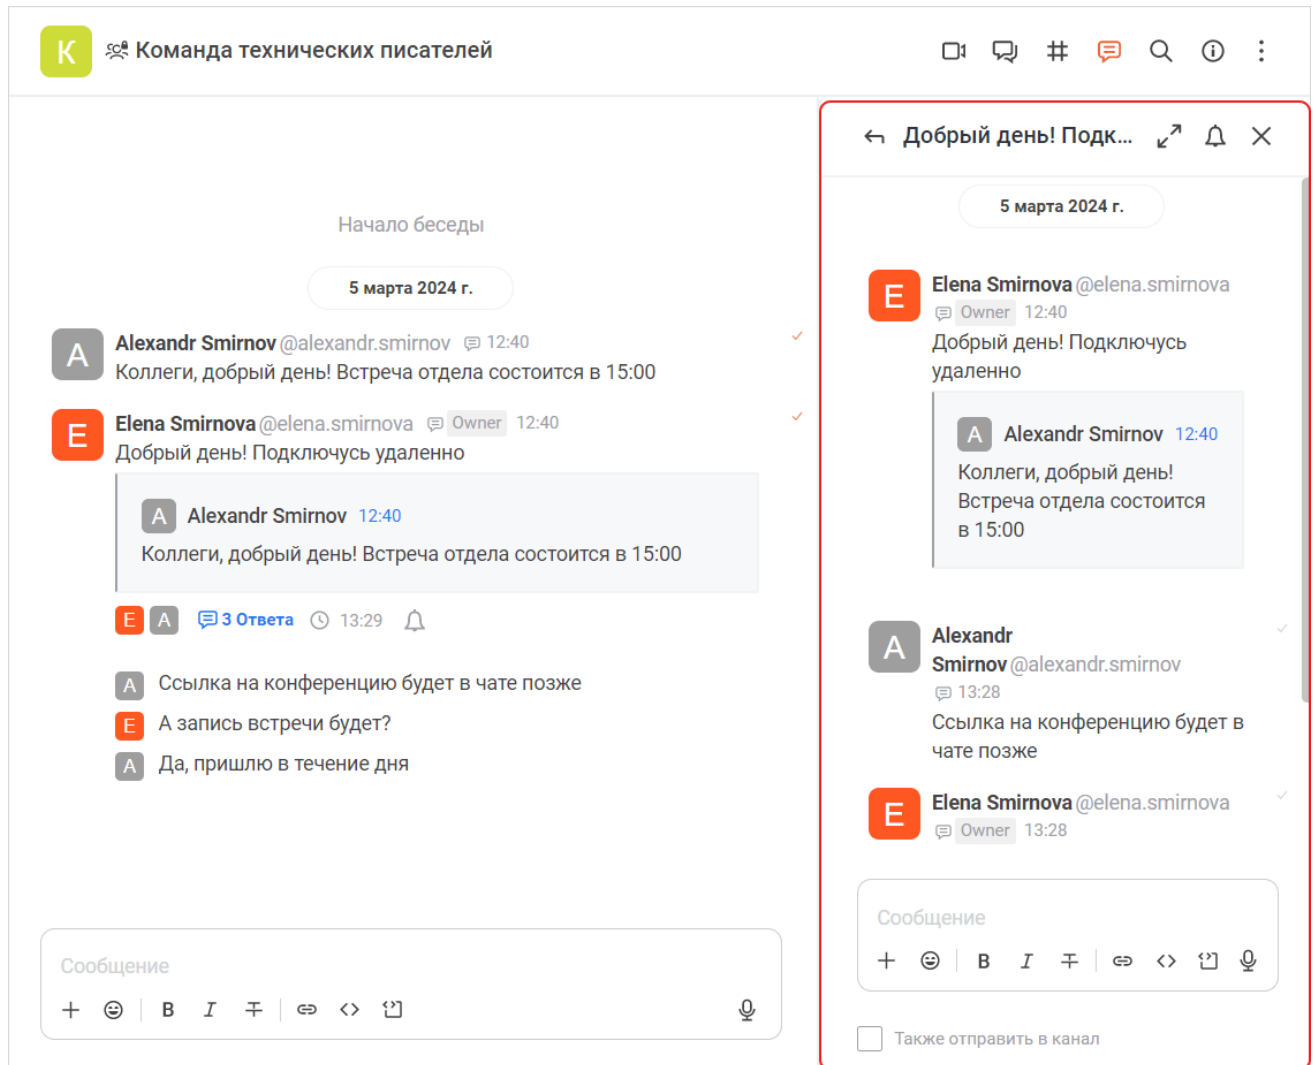 К Команда технических писателей
Начало беседы
5 марта 2024 г.
A Alexandr Smirnov @alexandr.smirnov 12:40
Коллеги, добрый день! Встреча отдела состоится в 15:00
E Elena Smirnova @elena.smirnova Owner 12:40
Добрый день! Подключусь удаленно
A Alexandr Smirnov 12:40
Коллеги, добрый день! Встреча отдела состоится в 15:00
E A 3 Ответа 13:29
A Ссылка на конференцию будет в чате позже
E А запись встречи будет?
A Да, пришлю в течение дня
Сообщение
B I T
Добрый день! Подк...
5 марта 2024 г.
E Elena Smirnova @elena.smirnova
Owner 12:40
Добрый день! Подключусь
удаленно
A Alexandr Smirnov 12:40
Коллеги, добрый день!
Встреча отдела состоится
в 15:00
A Alexandr
Smirnov @alexandr.smirnov
13:28
Ссылка на конференцию будет в
чате позже
E Elena Smirnova @elena.smirnova
Owner 13:28
Сообщение
B I T
Также отправить в канал